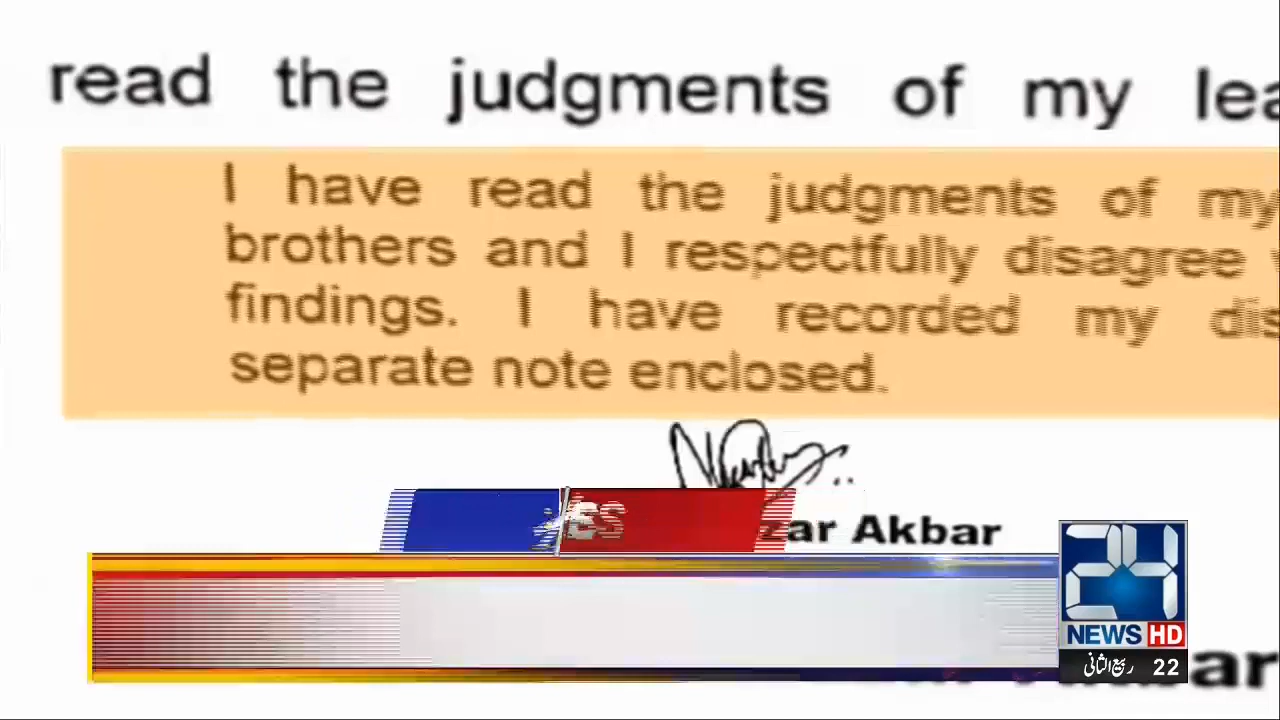 read the judgments of my lea
I have read the judgments of my
brothers and I respectfully disagree
findings. I have recorded my dis
separate note enclosed.
zar Akbar
24
NEWS HD
22 ربیع الثانی